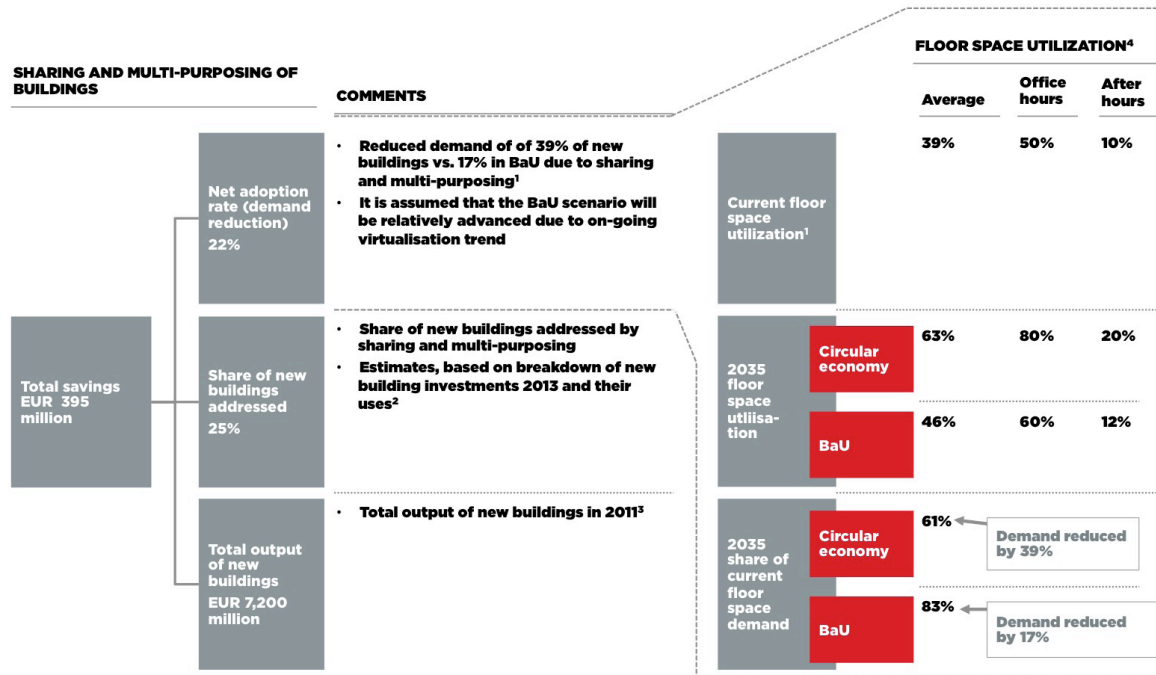 SHARING AND MULTI-PURPOSING OF
BUILDINGS
COMMENTS
Total savings
EUR 395
million
Net adoption
rate (demand
reduction)
22%
• Reduced demand of of 39% of new
buildings vs. 17% in BaU due to sharing
and multi-purposing¹
• It is assumed that the BaU scenario will
be relatively advanced due to on-going
virtualisation trend
Share of new
buildings
addressed
25%
• Share of new buildings addressed by
sharing and multi-purposing
• Estimates, based on breakdown of new
building investments 2013 and their
uses²
Total output
of new
buildings
EUR 7,200
million
• Total output of new buildings in 2011³
FLOOR SPACE UTILIZATION⁴
Average
Office
hours
After
hours
Current floor
space
utilization¹
39% 50% 10%
2035
floor
space
utliisa-
tion
Circular
economy
63% 80% 20%
BaU
46% 60% 12%
2035
share of
current
floor
space
demand
Circular
economy
61%
Demand reduced
by 39%
BaU
83%
Demand reduced
by 17%